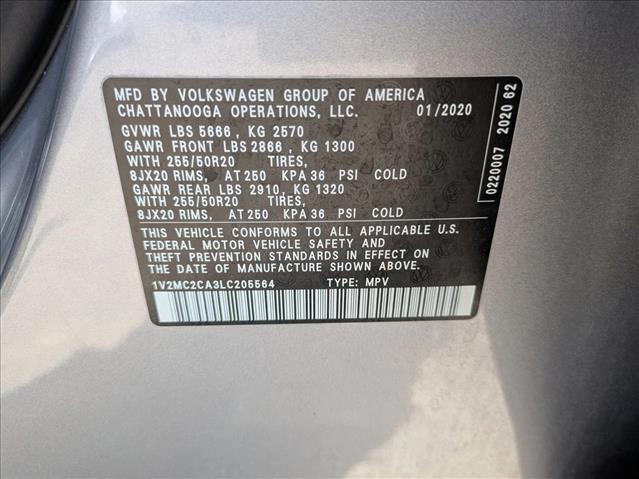 MFD BY VOLKSWAGEN GROUP OF AMERICA
CHATTANOOGA OPERATIONS, LLC. 01/2020
GVWR LBS 5666 , KG 2570
GAWR FRONT LBS 2866 , KG 1300
WITH 255/50R20 TIRES,
8JX20 RIMS, AT 250 KPA 36 PSI COLD
GAWR REAR LBS 2910, KG 1320
WITH 255/50R20 TIRES,
8JX20 RIMS, AT 250 KPA 36 PSI COLD
THIS VEHICLE CONFORMS TO ALL APPLICABLE U.S.
FEDERAL MOTOR VEHICLE SAFETY AND
THEFT PREVENTION STANDARDS IN EFFECT ON
THE DATE OF MANUFACTURE SHOWN ABOVE.
1V2MC2CA3LC205564 TYPE: MPV
0220007 2020 62